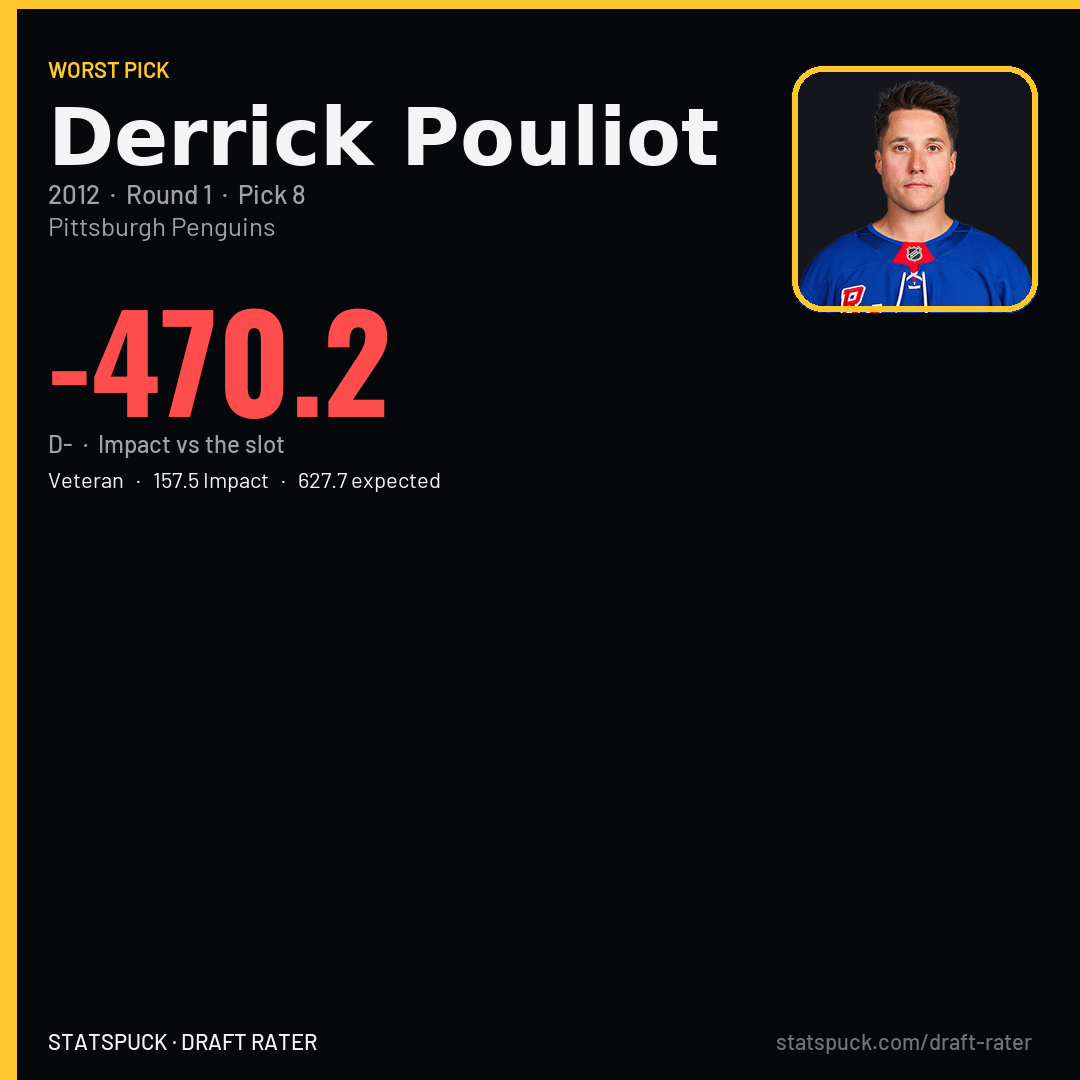 WORST PICK
Derrick Pouliot
2012 · Round 1 · Pick 8
Pittsburgh Penguins
-470.2
D- · Impact vs the slot
Veteran · 157.5 Impact · 627.7 expected
STATSPUCK · DRAFT RATER
statspuck.com/draft-rater